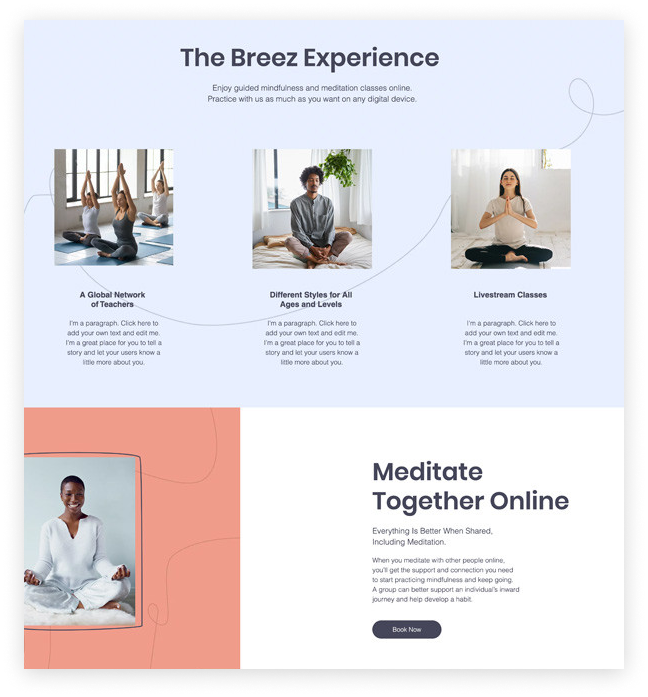 The Breez Experience
Enjoy guided mindfulness and meditation classes online.
Practice with us as much as you want on any digital device.
A Global Network
of Teachers
I'm a paragraph. Click here to
add your own text and edit me.
I'm a great place for you to tell a
story and let your users know a
little more about you.
Different Styles for All
Ages and Levels
I'm a paragraph. Click here to
add your own text and edit me.
I'm a great place for you to tell a
story and let your users know a
little more about you.
Livestream Classes
I'm a paragraph. Click here to
add your own text and edit me.
I'm a great place for you to tell a
story and let your users know a
little more about you.
Meditate
Together Online
Everything Is Better When Shared,
Including Meditation.
When you meditate with other people online,
you'll get the support and connection you need
to start practicing mindfulness and keep going.
A group can better support an individual's inward
journey and help develop a habit.
Book Now